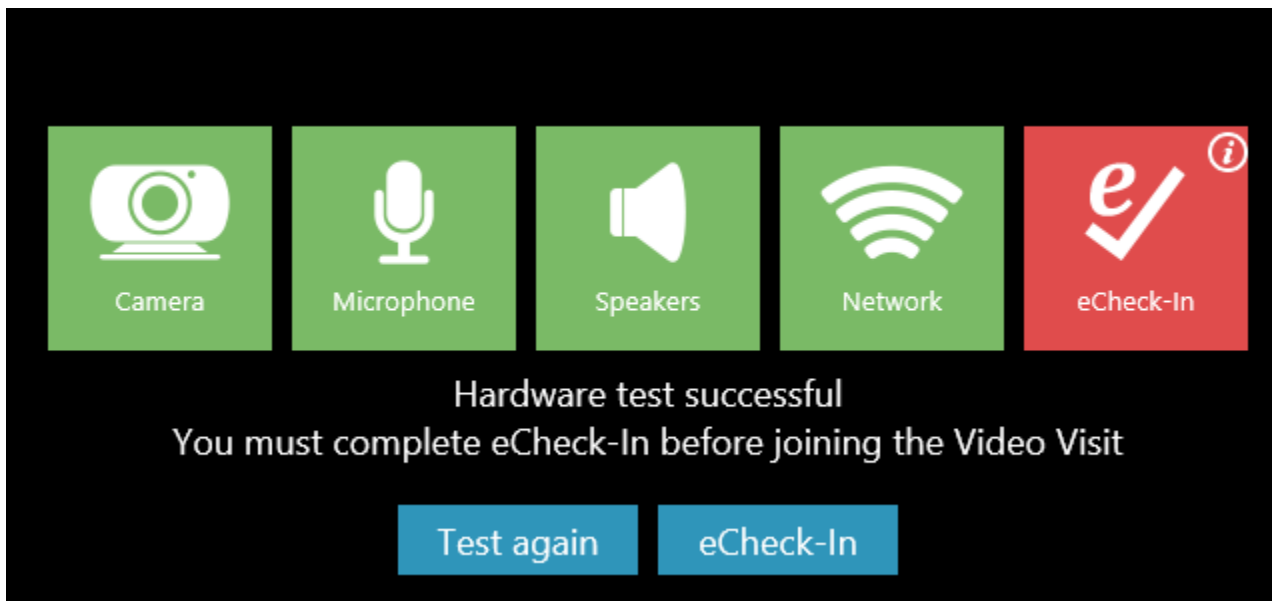 Camera
Microphone
Speakers
Network
eCheck-In
Hardware test successful
You must complete eCheck-In before joining the Video Visit
Test again
eCheck-In